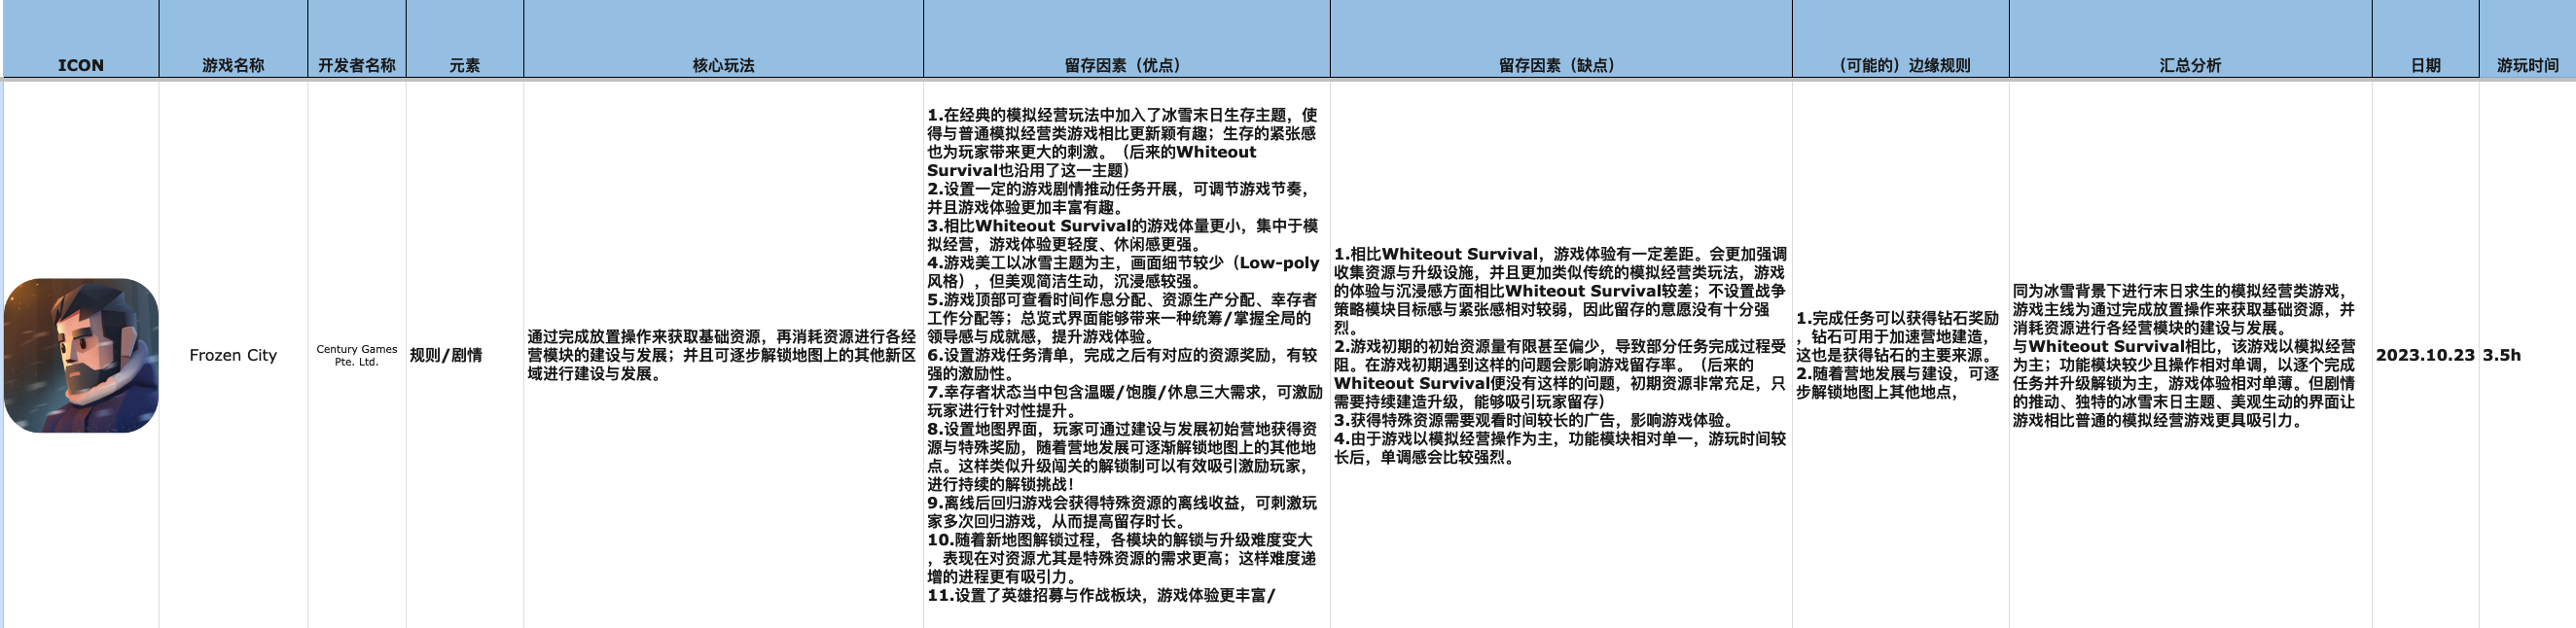 ICON
游戏名称
开发者名称
元素
核心玩法
留存因素（优点）
留存因素（缺点）
（可能的）边缘规则
汇总分析
日期
游玩时间
Frozen City
Century Games
Pte. Ltd.
规则/剧情
通过完成放置操作来获取基础资源，再消耗资源进行各经
营模块的建设与发展；并且可逐步解锁地图上的其他新区
域进行建设与发展。
1.在经典的模拟经营玩法中加入了冰雪末日生存主题，使
得与普通模拟经营类游戏相比更新颖有趣；生存的紧张感
也为玩家带来更大的刺激。（后来的Whiteout
Survival也沿用了这一主题）
2.设置一定的游戏剧情推动任务开展，可调节游戏节奏，
并且游戏体验更加丰富有趣。
3.相比Whiteout Survival的游戏体量更小，集中于模
拟经营，游戏体验更轻度、休闲感更强。
4.游戏美工以冰雪主题为主，画面细节较少（Low-poly
风格），但美观简洁生动，沉浸感较强。
5.游戏顶部可查看时间作息分配、资源生产分配、幸存者
工作分配等；总览式界面能够带来一种统筹/掌握全局的
领导感与成就感，提升游戏体验。
6.设置游戏任务清单，完成之后有对应的资源奖励，有较
强的激励性。
7.幸存者状态当中包含温暖/饱腹/休息三大需求，可激励
玩家进行针对性提升。
8.设置地图界面，玩家可通过建设与发展初始营地获得资
源与特殊奖励，随着营地发展可逐渐解锁地图上的其他地
点。这样类似升级闯关的解锁制可以有效吸引激励玩家，
进行持续的解锁挑战！
9.离线后回归游戏会获得特殊资源的离线收益，可刺激玩
家多次回归游戏，从而提高留存时长。
10.随着新地图解锁过程，各模块的解锁与升级难度变大
，表现在对资源尤其是特殊资源的需求更高；这样难度递
增的进程更有吸引力。
11.设置了英雄招募与作战板块，游戏体验更丰富/
1.相比Whiteout Survival，游戏体验有一定差距。会更加强调
收集资源与升级设施，并且更加类似传统的模拟经营类玩法，游戏
的体验与沉浸感方面相比Whiteout Survival较差；不设置战争
策略模块目标感与紧张感相对较弱，因此留存的意愿没有十分强
烈。
2.游戏初期的初始资源量有限甚至偏少，导致部分任务完成过程受
阻。在游戏初期遇到这样的问题会影响游戏留存率。（后来的
Whiteout Survival便没有这样的问题，初期资源非常充足，只
需要持续建造升级，能够吸引玩家留存）
3.获得特殊资源需要观看时间较长的广告，影响游戏体验。
4.由于游戏以模拟经营操作为主，功能模块相对单一，游玩时间较
长后，单调感会比较强烈。
1.完成任务可以获得钻石奖励
，钻石可用于加速营地建造，
这也是获得钻石的主要来源。
2.随着营地发展与建设，可逐
步解锁地图上其他地点，
同为冰雪背景下进行末日求生的模拟经营类游戏，
游戏主线为通过完成放置操作来获取基础资源，并
消耗资源进行各经营模块的建设与发展。
与Whiteout Survival相比，该游戏以模拟经营
为主；功能模块较少且操作相对单调，以逐个完成
任务并升级解锁为主，游戏体验相对单薄。但剧情
的推动、独特的冰雪末日主题、美观生动的界面让
游戏相比普通的模拟经营游戏更具吸引力。
2023.10.23
3.5h